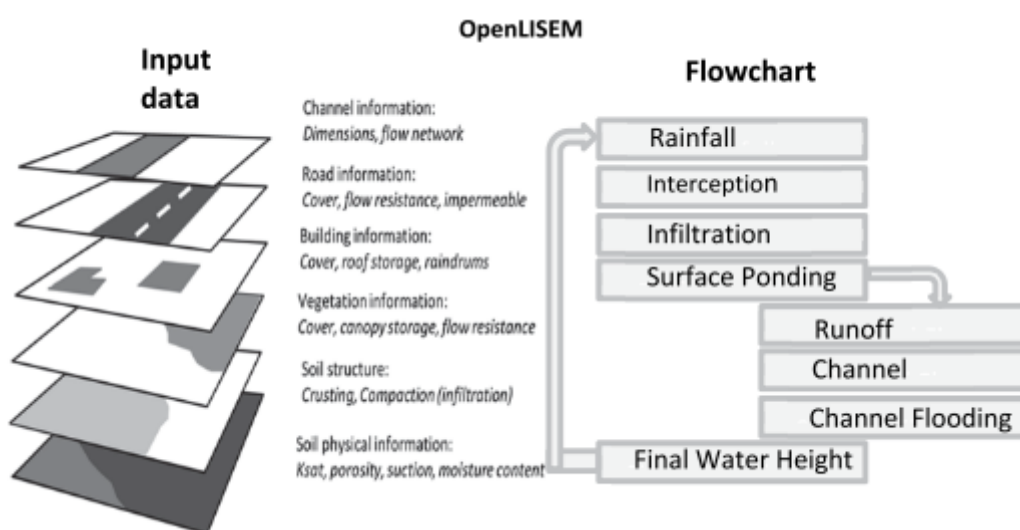 OpenLISEM
Input
data
Channel information:
Dimensions, flow network
Road information:
Cover, flow resistance, impermeable
Building information:
Cover, roof storage, raindrums
Vegetation information:
Cover, canopy storage, flow resistance
Soil structure:
Crusting, Compaction (infiltration)
Soil physical information:
Ksat, porosity, suction, moisture content
Flowchart
Rainfall
Interception
Infiltration
Surface Ponding
Runoff
Channel
Channel Flooding
Final Water Height